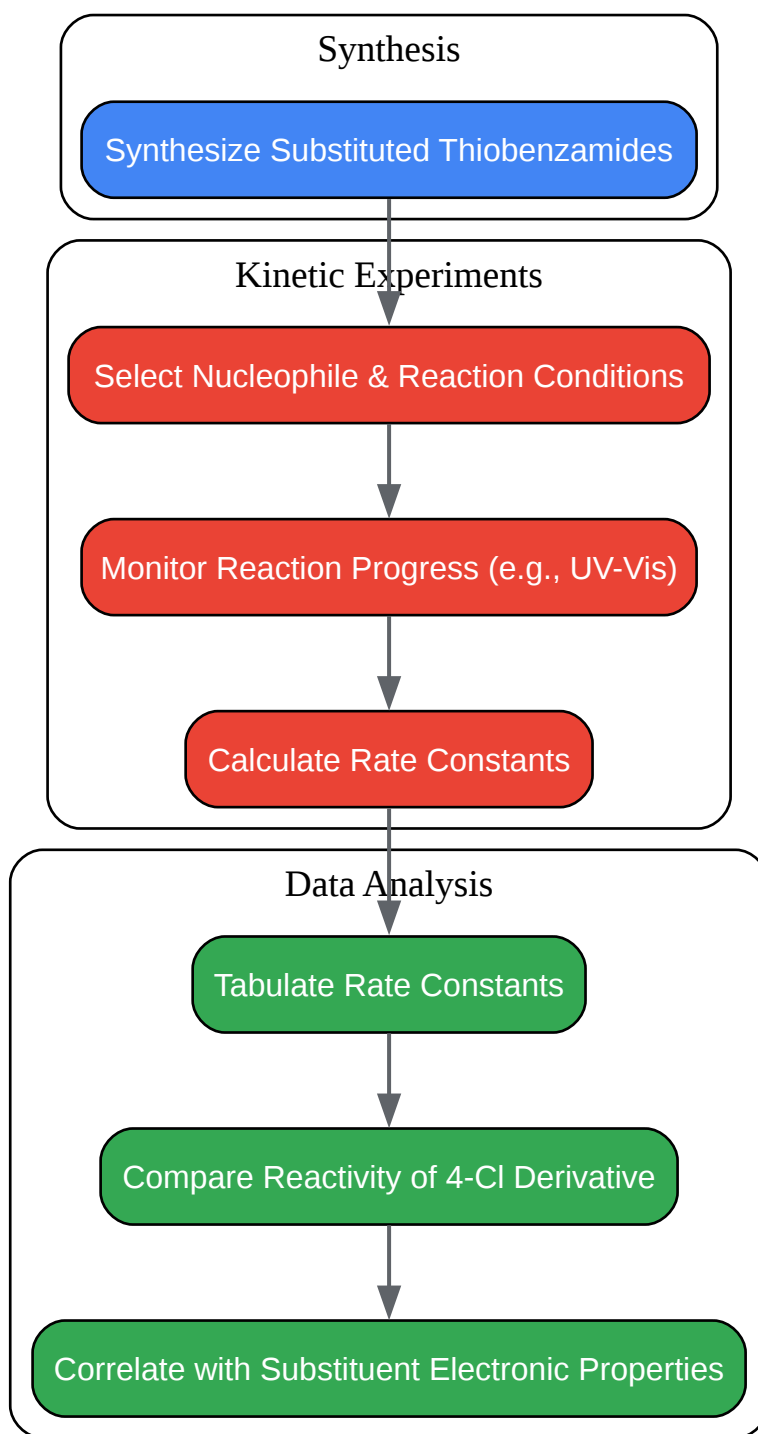 Synthesis
Synthesize Substituted Thiobenzamides
Kinetic Experiments
Select Nucleophile & Reaction Conditions
Monitor Reaction Progress (e.g., UV-Vis)
Calculate Rate Constants
Data Analysis
Tabulate Rate Constants
Compare Reactivity of 4-Cl Derivative
Correlate with Substituent Electronic Properties